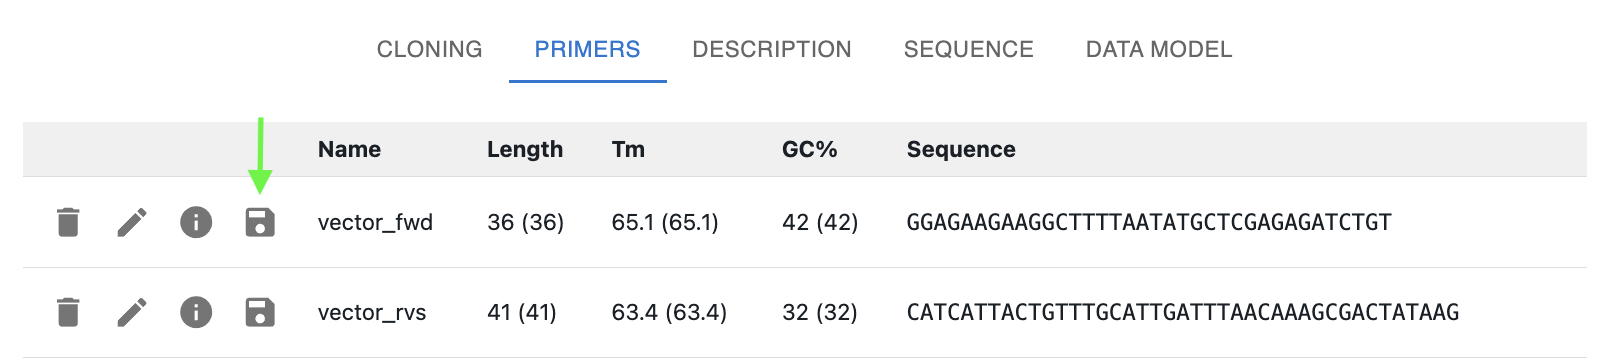 CLONING PRIMERS DESCRIPTION SEQUENCE DATA MODEL
Name Length Tm GC% Sequence
vector_fwd 36 (36) 65.1 (65.1) 42 (42) GGAGAAGAAGGCTTTTAATATGCTCGAGAGATCTGT
vector_rvs 41 (41) 63.4 (63.4) 32 (32) CATCATTACTGTTTGCATTGATTTAACAAAGCGACTATAAG